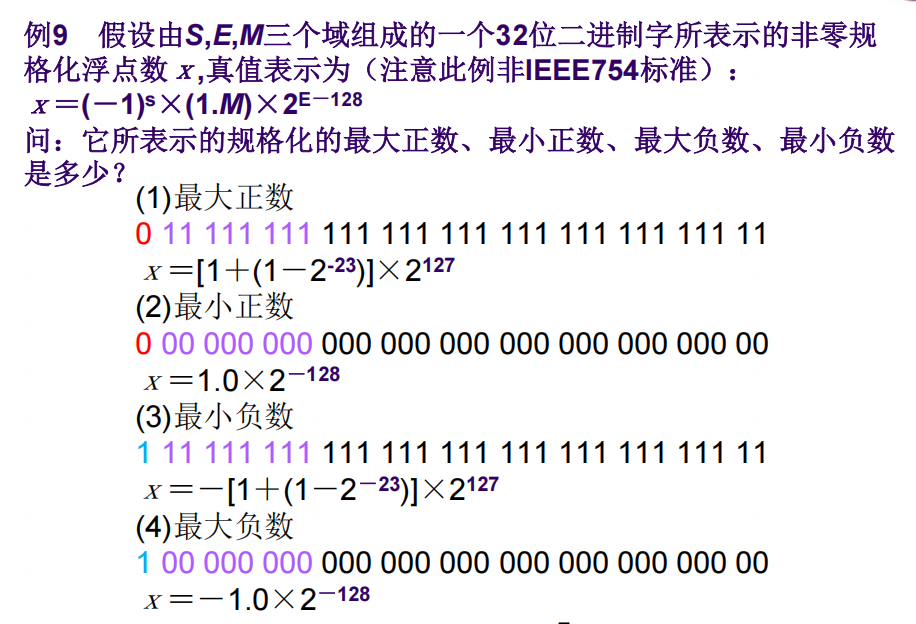 例9 假设由S,E,M三个域组成的一个32位二进制字所表示的非零规
格化浮点数 x,真值表示为（注意此例非IEEE754标准）：
x＝(－1)ˢ×(1.M)×2ᴱ⁻¹²⁸
问：它所表示的规格化的最大正数、最小正数、最大负数、最小负数
是多少？
(1)最大正数
0 11 111 111 111 111 111 111 111 111 111 11
x＝[1＋(1－2⁻²³)]×2¹²⁷
(2)最小正数
0 00 000 000 000 000 000 000 000 000 000 00
x＝1.0×2⁻¹²⁸
(3)最小负数
1 11 111 111 111 111 111 111 111 111 111 11
x＝－[1＋(1－2⁻²³)]×2¹²⁷
(4)最大负数
1 00 000 000 000 000 000 000 000 000 000 00
x＝－1.0×2⁻¹²⁸